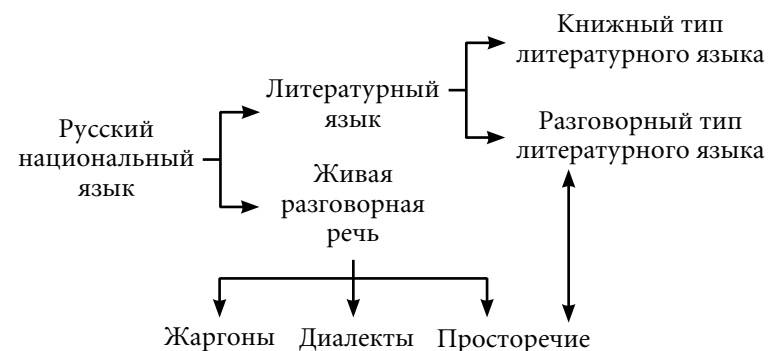 Книжный тип
литературного языка
Литературный
язык
Разговорный тип
литературного языка
Русский
национальный
язык
Живая
разговорная
речь
Жаргоны
Диалекты
Просторечие